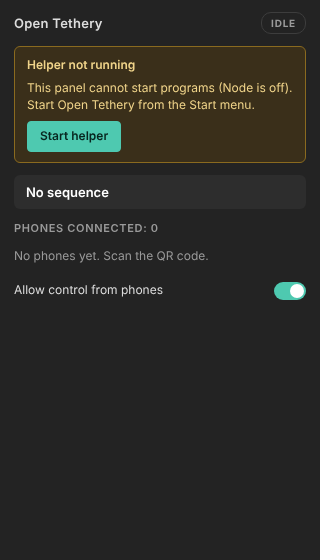 Open Tethery
IDLE
Helper not running
This panel cannot start programs (Node is off).
Start Open Tethery from the Start menu.
Start helper
No sequence
PHONES CONNECTED: 0
No phones yet. Scan the QR code.
Allow control from phones